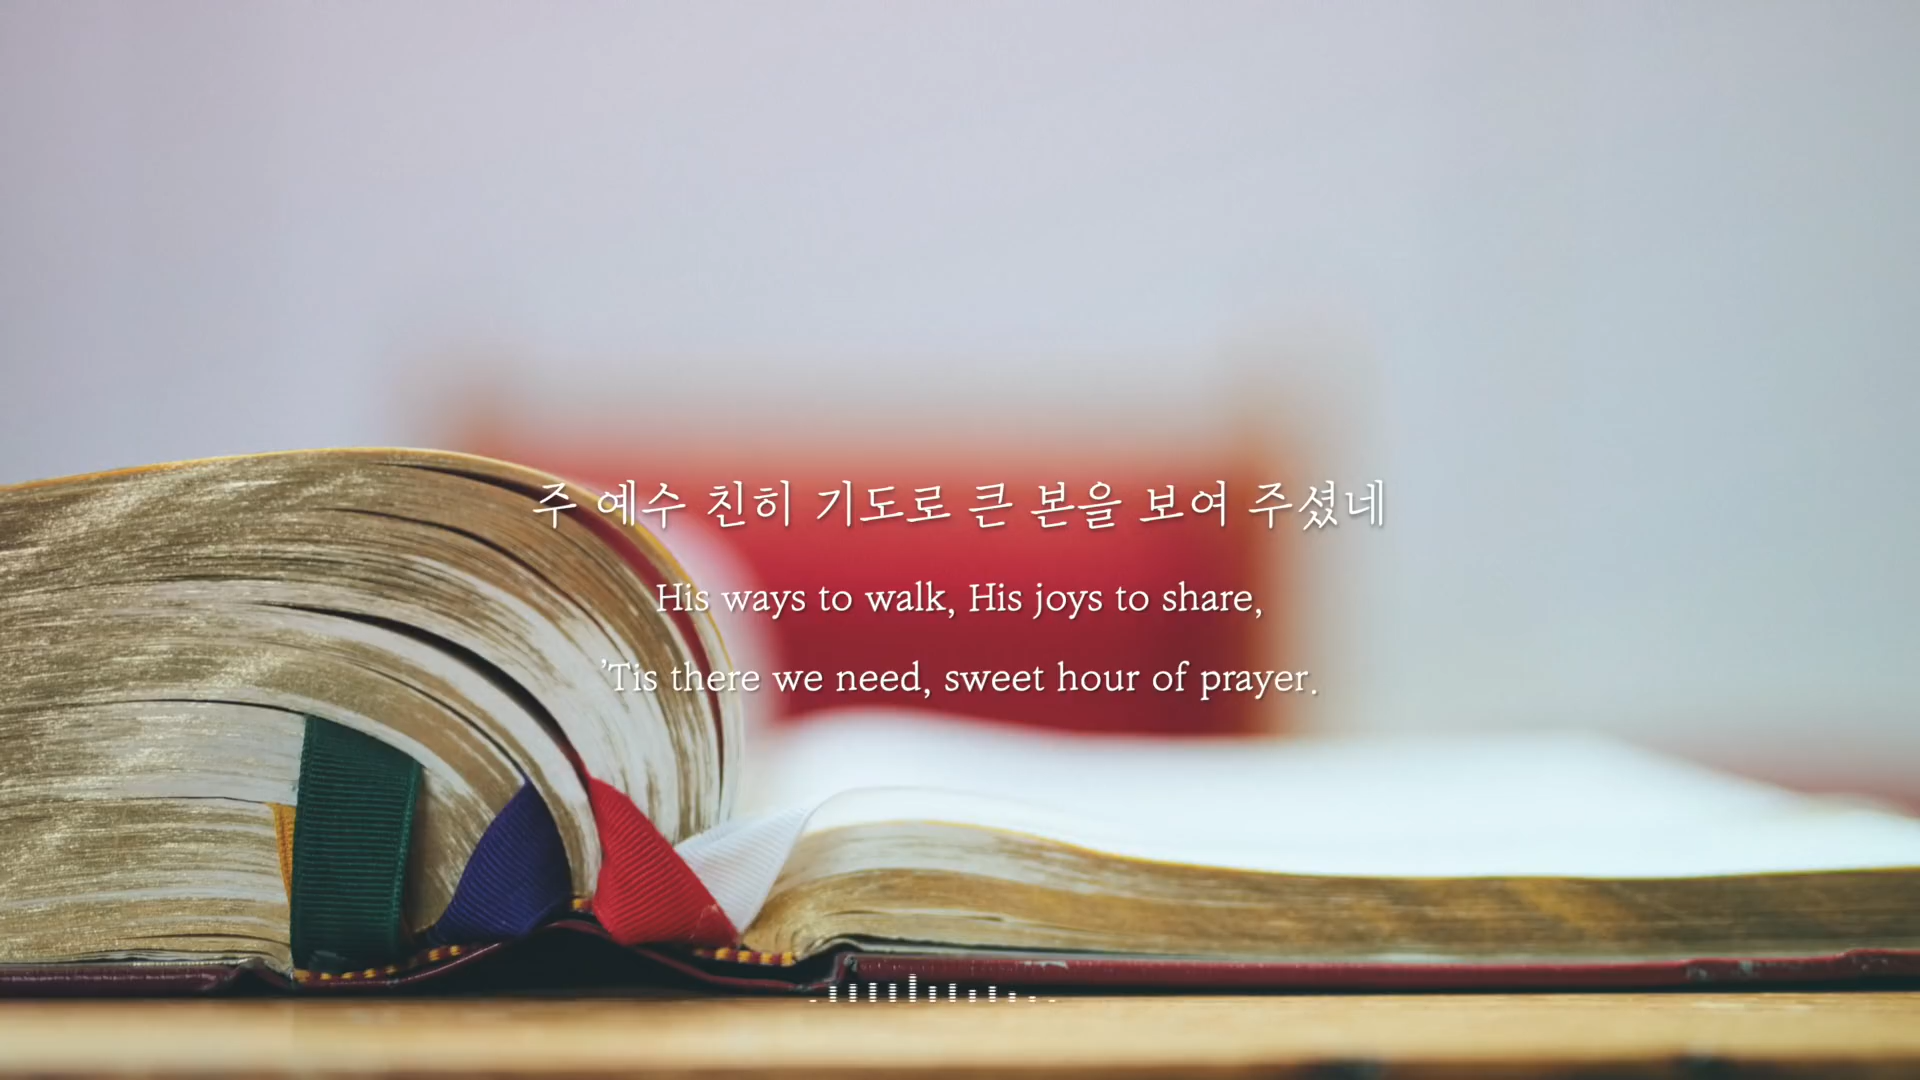 주 예수 친히 기도로 큰 본을 보여 주셨네
His ways to walk, His joys to share,
'Tis there we need, sweet hour of prayer.